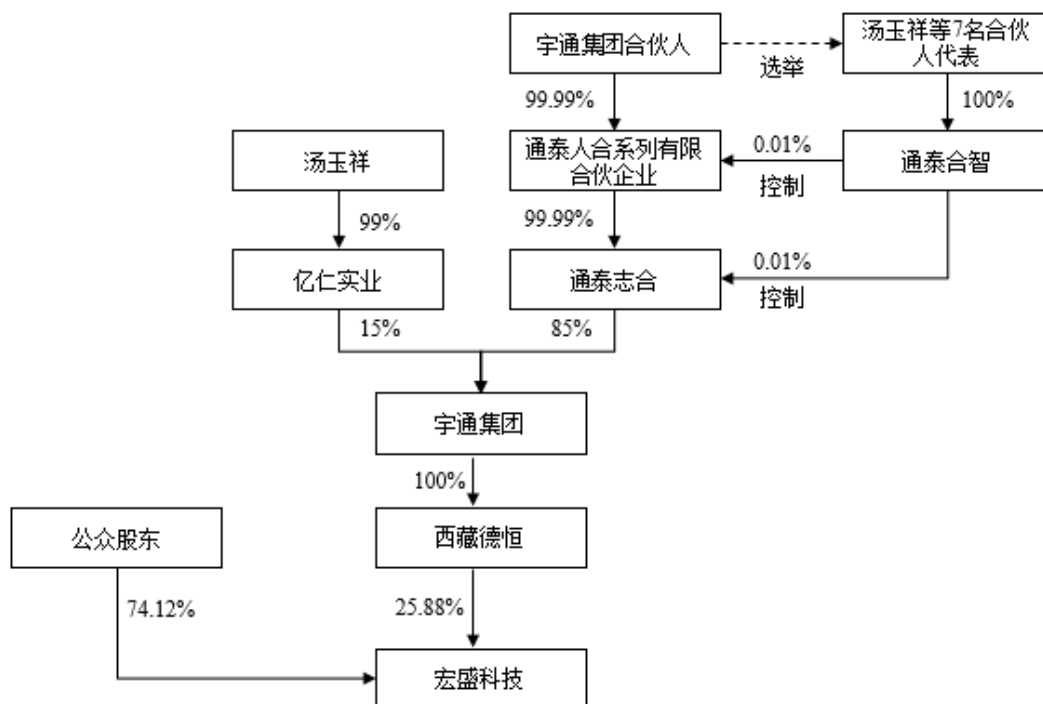 宇通集团合伙人
选举
汤玉祥等7名合伙
人代表
99.99%
100%
汤玉祥
通泰人合系列有限
合伙企业
0.01%
控制
通泰合智
99%
99.99%
亿仁实业
通泰志合
0.01%
控制
15%
85%
宇通集团
100%
公众股东
西藏德恒
74.12%
25.88%
宏盛科技